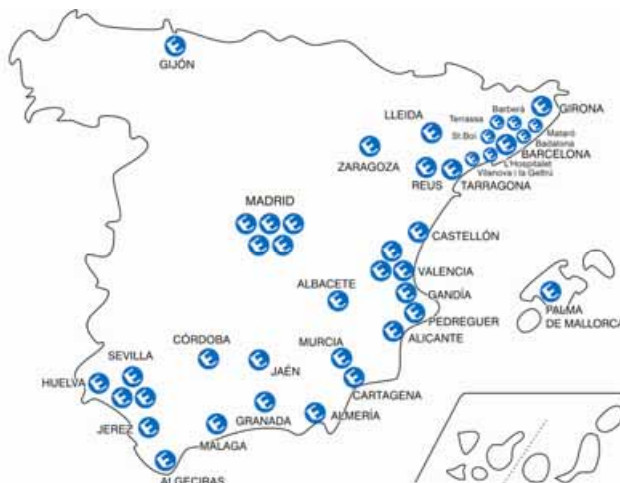 GIJÓN
LLEIDA
Barberà
Terrassa
GIRONA
St.Boi
Mataró
Badalona
ZARAGOZA
BARCELONA
L'Hospitalet
REUS
TARRAGONA
Vilanova i la Geltrú
MADRID
CASTELLÓN
VALENCIA
ALBACETE
GANDÍA
PALMA
DE MALLORCA
PEDREGUER
ALICANTE
CÓRDOBA
MURCIA
SEVILLA
JAÉN
HUELVA
CARTAGENA
GRANADA
ALMERÍA
JEREZ
MÁLAGA
ALGECIRAS